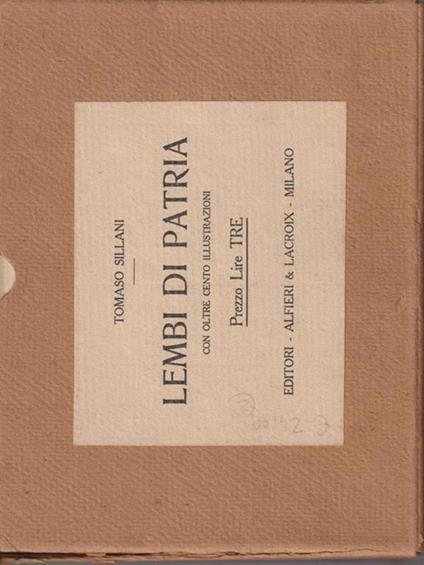 TOMASO SILLANI
LEMBI DI PATRIA
CON OLTRE CENTO ILLUSTRAZIONI
Prezzo Lire TRE
EDITORI - ALFIERI & LACROIX - MILANO